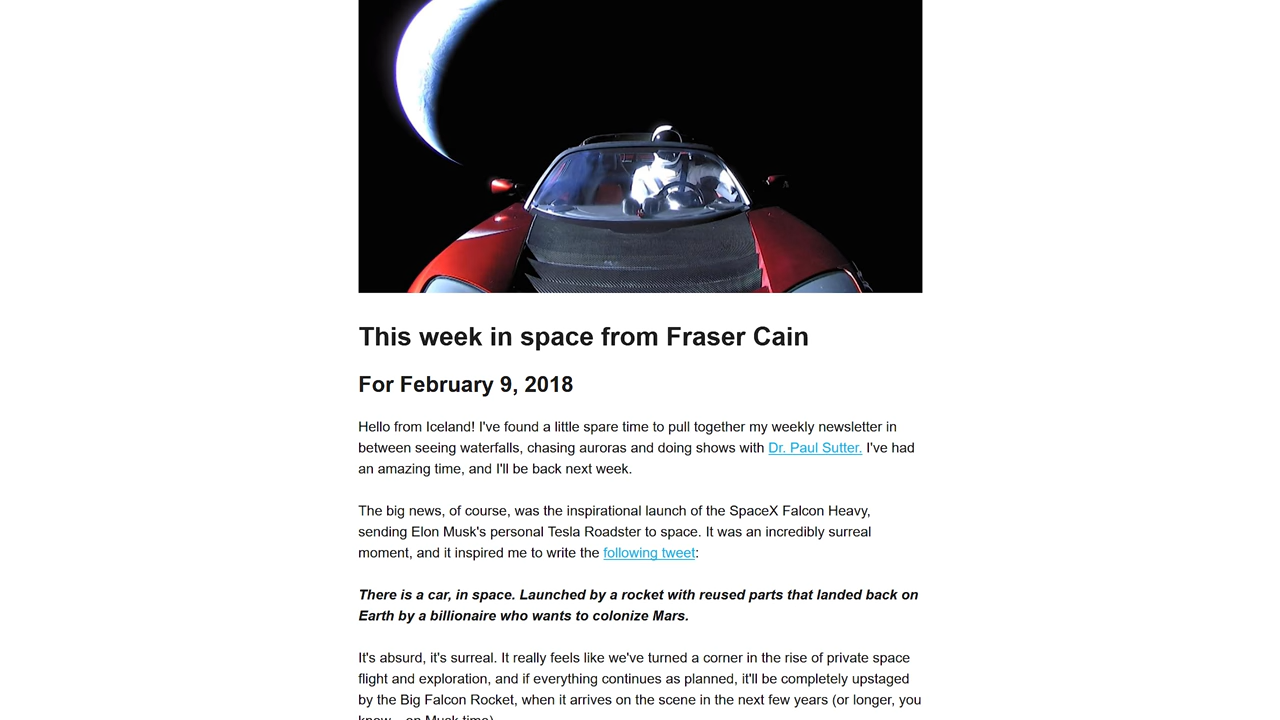 This week in space from Fraser Cain
For February 9, 2018
Hello from Iceland! I've found a little spare time to pull together my weekly newsletter in
between seeing waterfalls, chasing auroras and doing shows with Dr. Paul Sutter. I've had
an amazing time, and I'll be back next week.
The big news, of course, was the inspirational launch of the SpaceX Falcon Heavy,
sending Elon Musk's personal Tesla Roadster to space. It was an incredibly surreal
moment, and it inspired me to write the following tweet:
There is a car, in space. Launched by a rocket with reused parts that landed back on
Earth by a billionaire who wants to colonize Mars.
It's absurd, it's surreal. It really feels like we've turned a corner in the rise of private space
flight and exploration, and if everything continues as planned, it'll be completely upstaged
by the Big Falcon Rocket, when it arrives on the scene in the next few years (or longer, you
know... on Musk time)